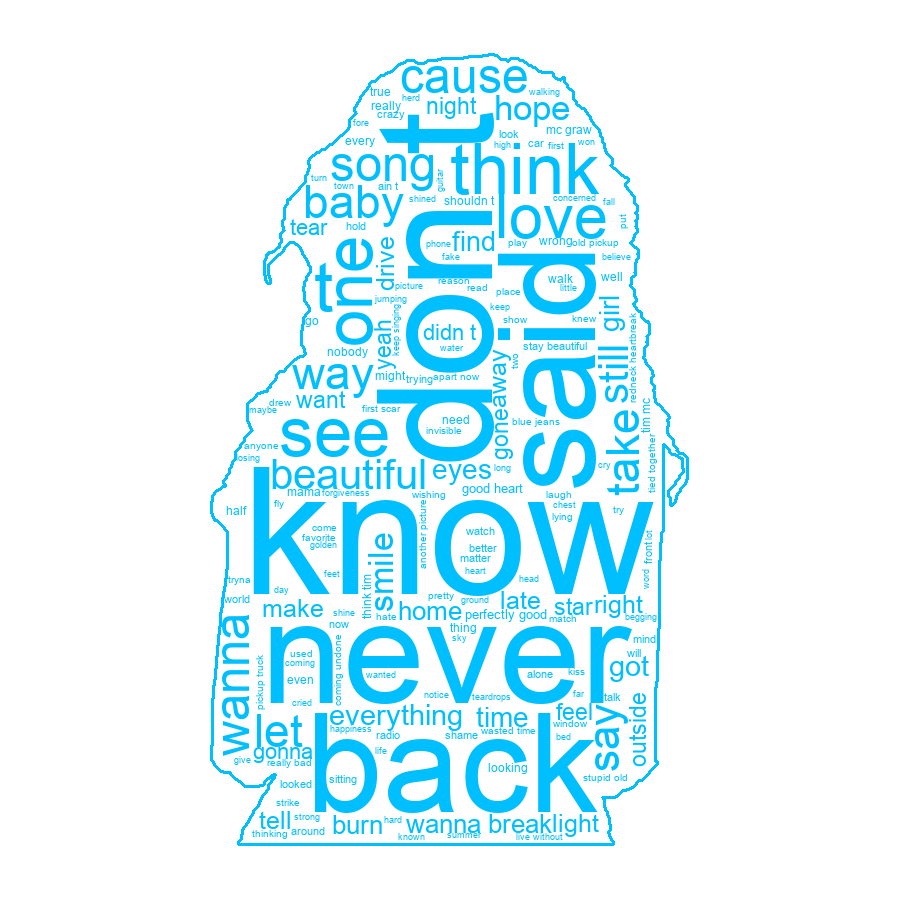 cause
true
herd
walking
really
night
hope
crazy
fore
every
look
mc graw
high
car
first
won
don t
song
think
turn
town
ain t
guitar
shined
shouldn t
concerned
fall
baby
love
put
tear
hold
one
drive
phone
find
play
wrong
old pickup
fake
believe
said
picture
reason
read
walk
little
well
t
jumping
place
keep
go
keep singing
show
knew
girl
yeah
didn t
nobody
water
stay beautiful
redneck heartbreak
way
might
trying
apart now
two
still
want
goneaway
drew
first scar
need
blue jeans
tim mc
maybe
invisible
see
anyone
take
tied together
losing
beautiful
eyes
long
cry
mama
forgiveness
wishing
good heart
laugh
chest
lying
try
half
fly
know
come
favorite
golden
another picture
watch
better
matter
front
lot
smile
feet
heart
word
tryna
day
think
tim
pretty
ground
head
world
make
shine
hate
home
perfectly good
late
match
star
right
begging
now
thing
sky
mind
wanna
never
used
coming
coming undone
will
pickup truck
even
wanted
alone
kiss
got
cried
notice
teardrops
far
talk
let
everything
time
feel
say
outside
happiness
radio
shame
wasted time
window
bed
gonna
life
give
really bad
back
looking
looked
sitting
stupid old
strike
tell
strong
burn
hard
wanna break
light
thinking
around
known
summer
live without